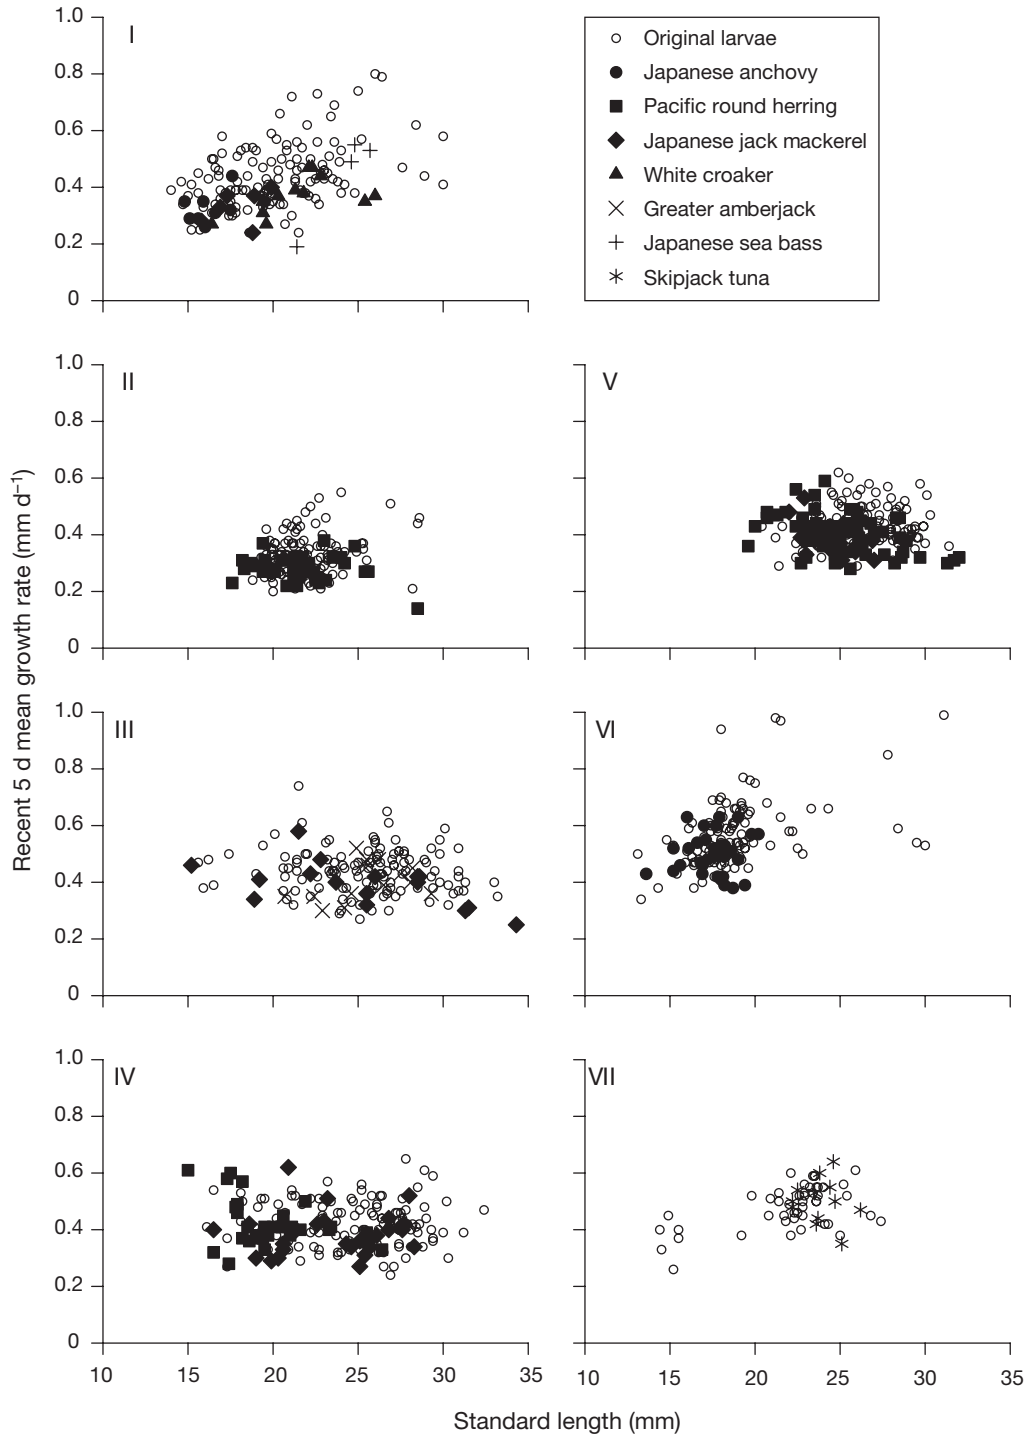 1.0
I
0.8
0.6
0.4
0.2
0
Original larvae
Japanese anchovy
Pacific round herring
Japanese jack mackerel
White croaker
Greater amberjack
Japanese sea bass
Skipjack tuna
1.0
II
0.8
0.6
0.4
0.2
0
V
Recent 5 d mean growth rate (mm d⁻¹)
1.0
III
0.8
0.6
0.4
0.2
0
VI
1.0
IV
0.8
0.6
0.4
0.2
0
10 15 20 25 30 35
VII
10 15 20 25 30 35
Standard length (mm)